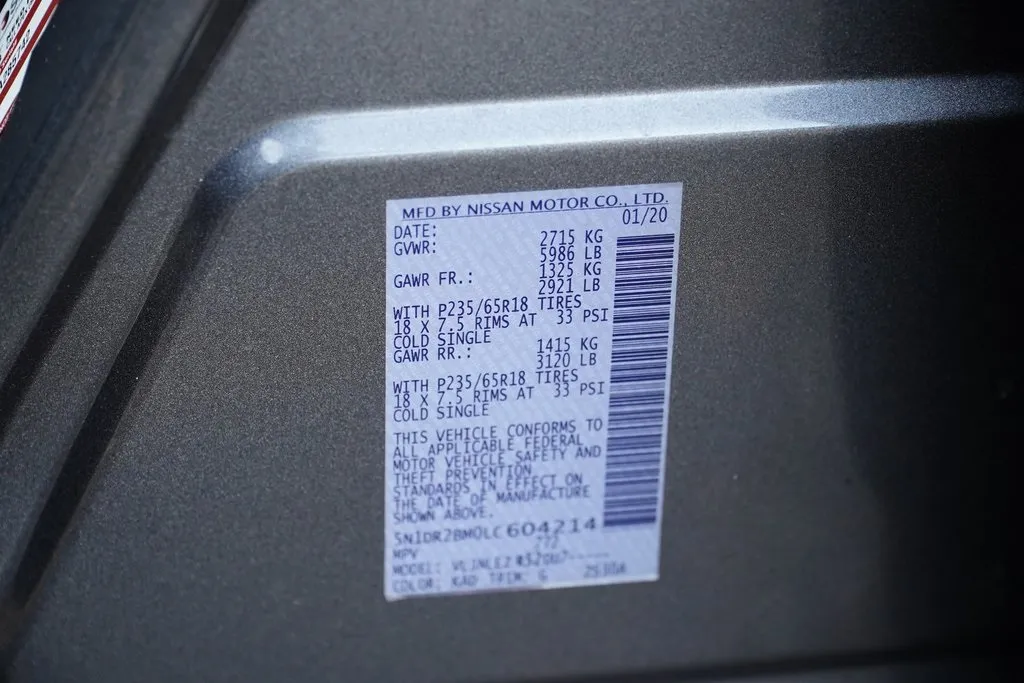 MFD BY NISSAN MOTOR CO., LTD.
DATE: 01/20
GVWR: 2715 KG
5986 LB
GAWR FR.: 1325 KG
2921 LB
WITH P235/65R18 TIRES
18 X 7.5 RIMS AT 33 PSI
COLD SINGLE
GAWR RR.: 1415 KG
3120 LB
WITH P235/65R18 TIRES
18 X 7.5 RIMS AT 33 PSI
COLD SINGLE
THIS VEHICLE CONFORMS TO
ALL APPLICABLE FEDERAL
MOTOR VEHICLE SAFETY AND
THEFT PREVENTION
STANDARDS IN EFFECT ON
THE DATE OF MANUFACTURE
SHOWN ABOVE.
5N1DR2BM0LC604214
MPV
MODEL:
COLOR: KAD TRIM: G